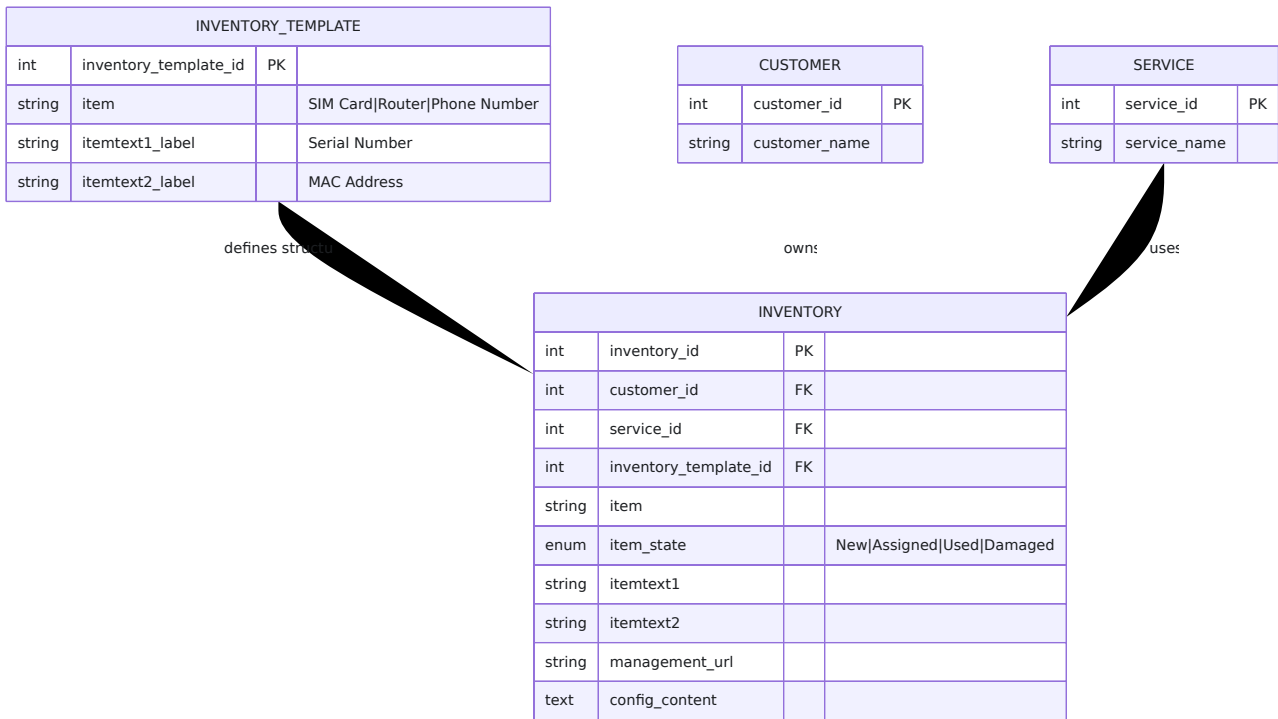 INVENTORY_TEMPLATE
int inventory_template_id PK
string item SIM Card|Router|Phone Number
string itemtext1_label Serial Number
string itemtext2_label MAC Address
CUSTOMER
int customer_id PK
string customer_name
SERVICE
int service_id PK
string service_name
defines structu
owns
uses
INVENTORY
int inventory_id PK
int customer_id FK
int service_id FK
int inventory_template_id FK
string item
enum item_state New|Assigned|Used|Damaged
string itemtext1
string itemtext2
string management_url
text config_content